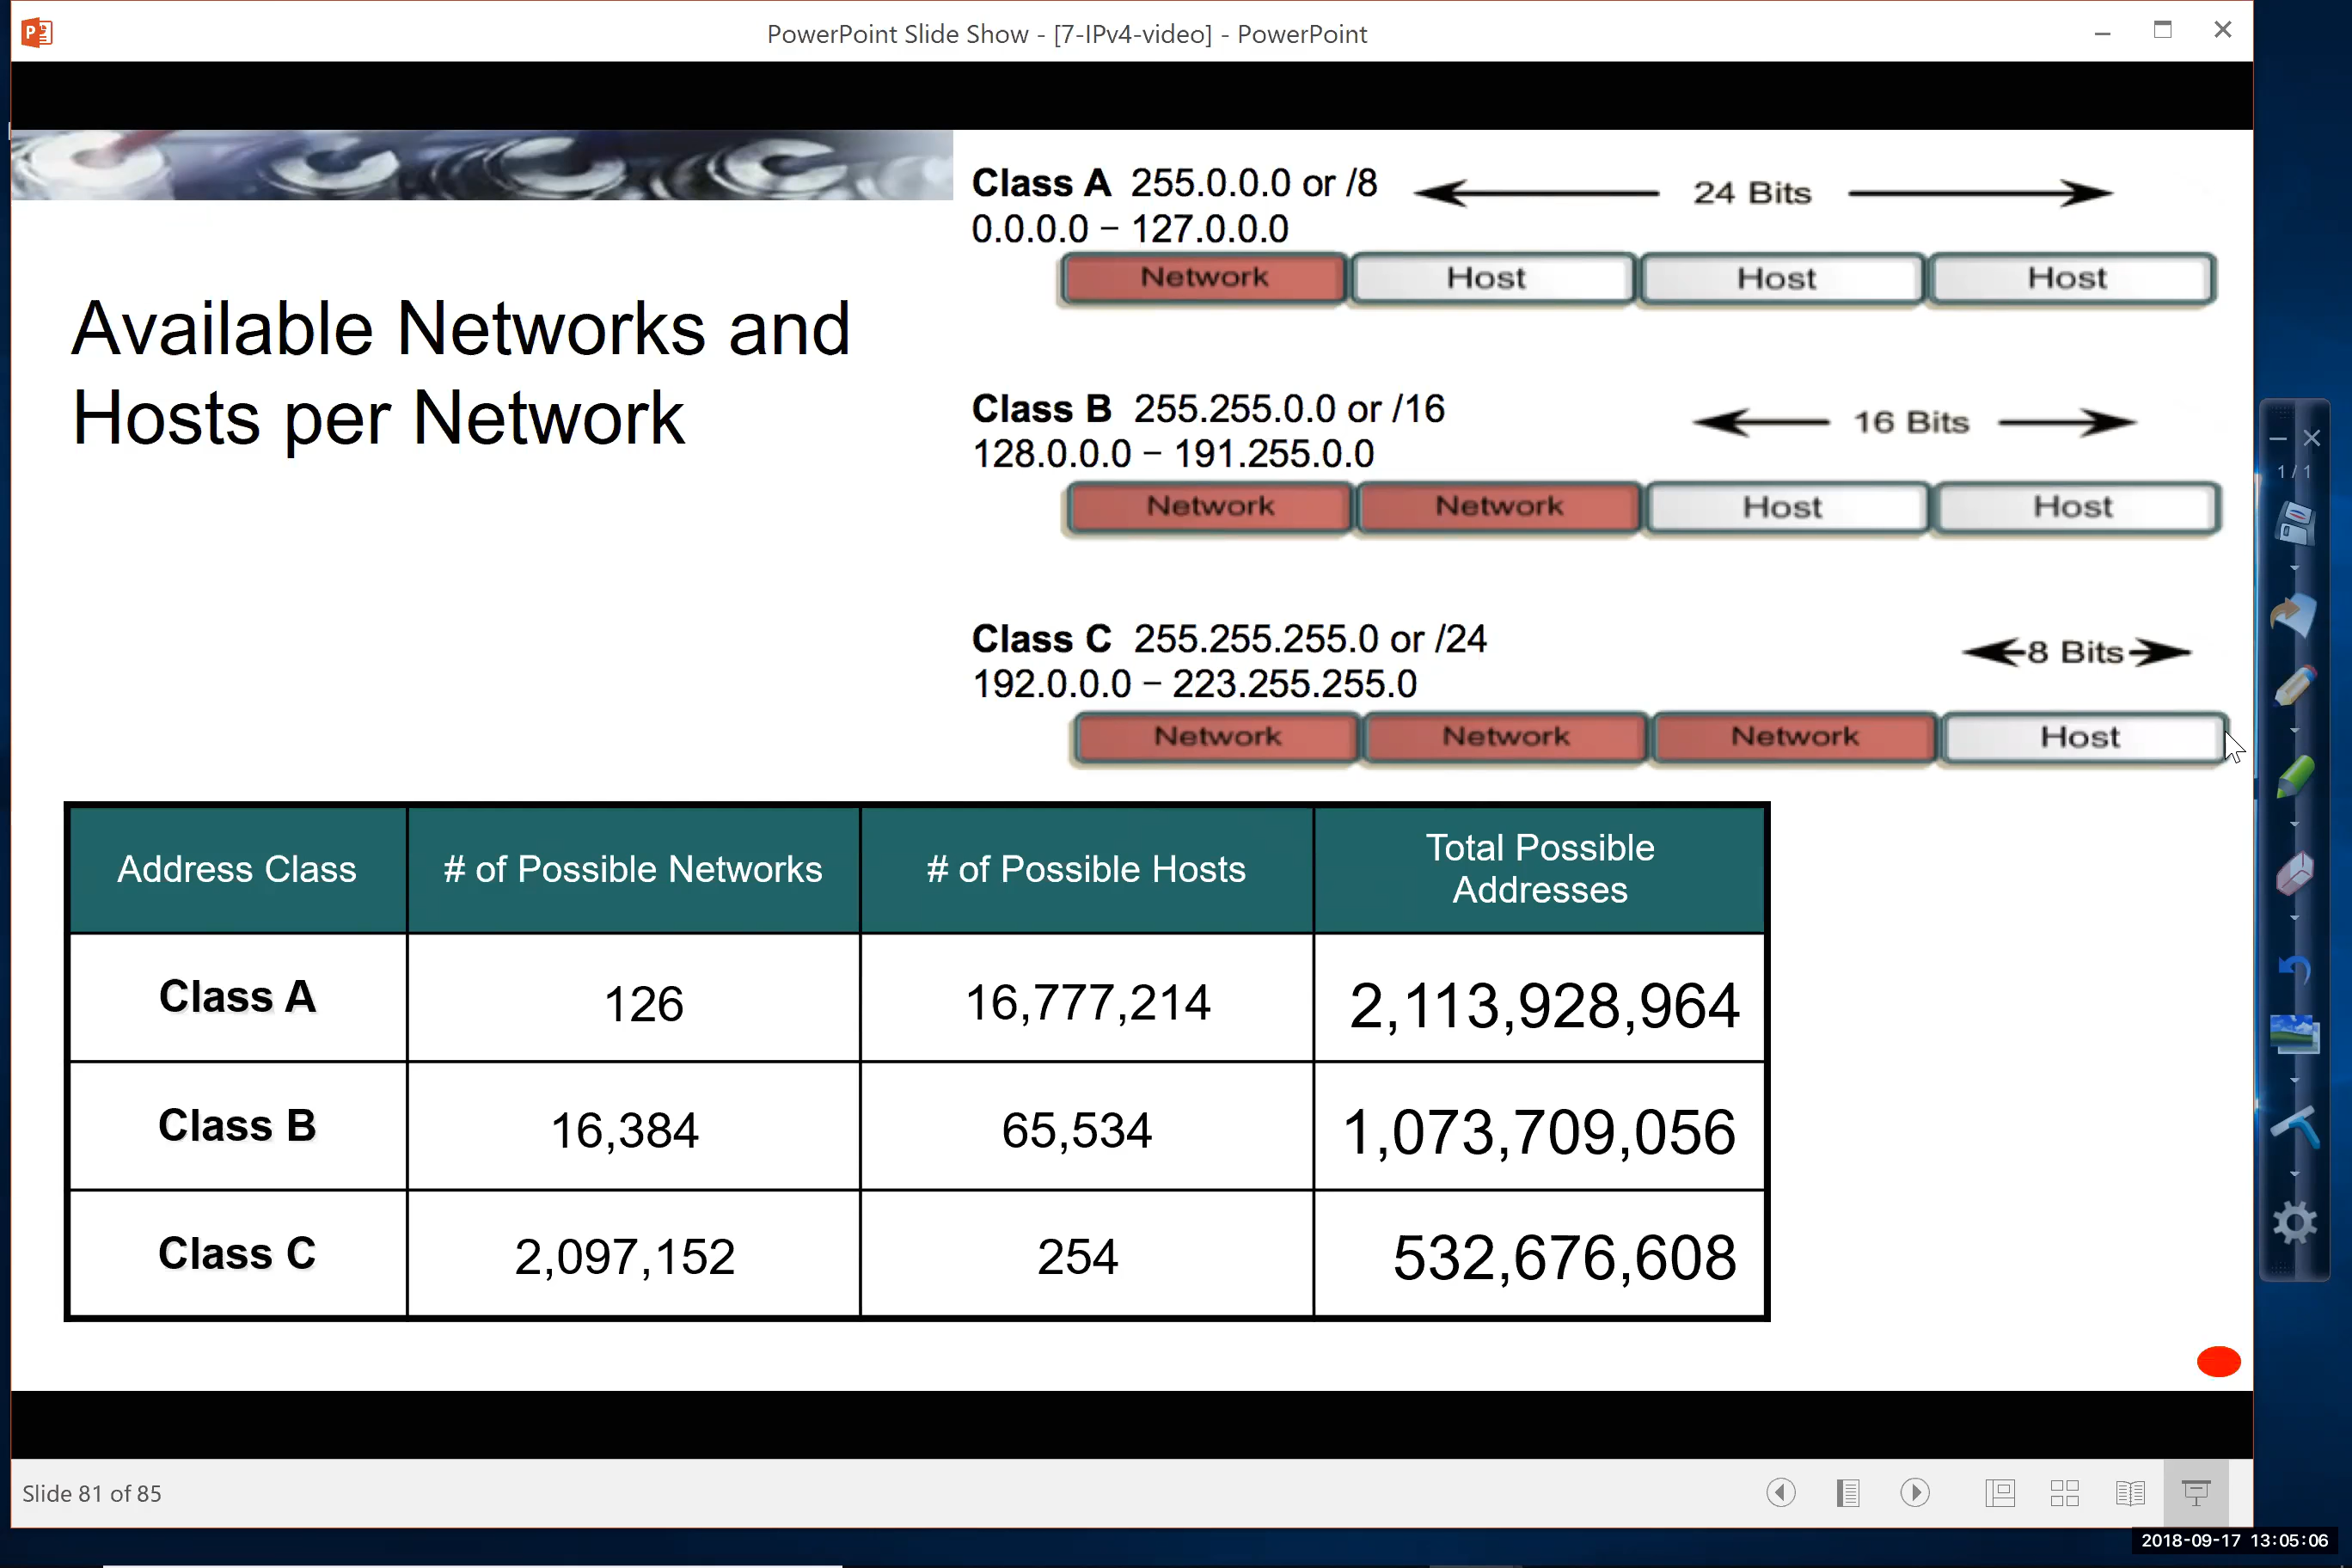 PowerPoint Slide Show - [7-IPv4-video] - PowerPoint
Available Networks and
Hosts per Network
Class A 255.0.0.0 or /8
24 Bits
0.0.0.0 – 127.0.0.0
Network Host Host Host
Class B 255.255.0.0 or /16
16 Bits
128.0.0.0 – 191.255.0.0
Network Network Host Host
Class C 255.255.255.0 or /24
8 Bits
192.0.0.0 – 223.255.255.0
Network Network Network Host
Address Class # of Possible Networks # of Possible Hosts Total Possible
Addresses
Class A 126 16,777,214 2,113,928,964
Class B 16,384 65,534 1,073,709,056
Class C 2,097,152 254 532,676,608
1 / 1
Slide 81 of 85
2018-09-17 13:05:06